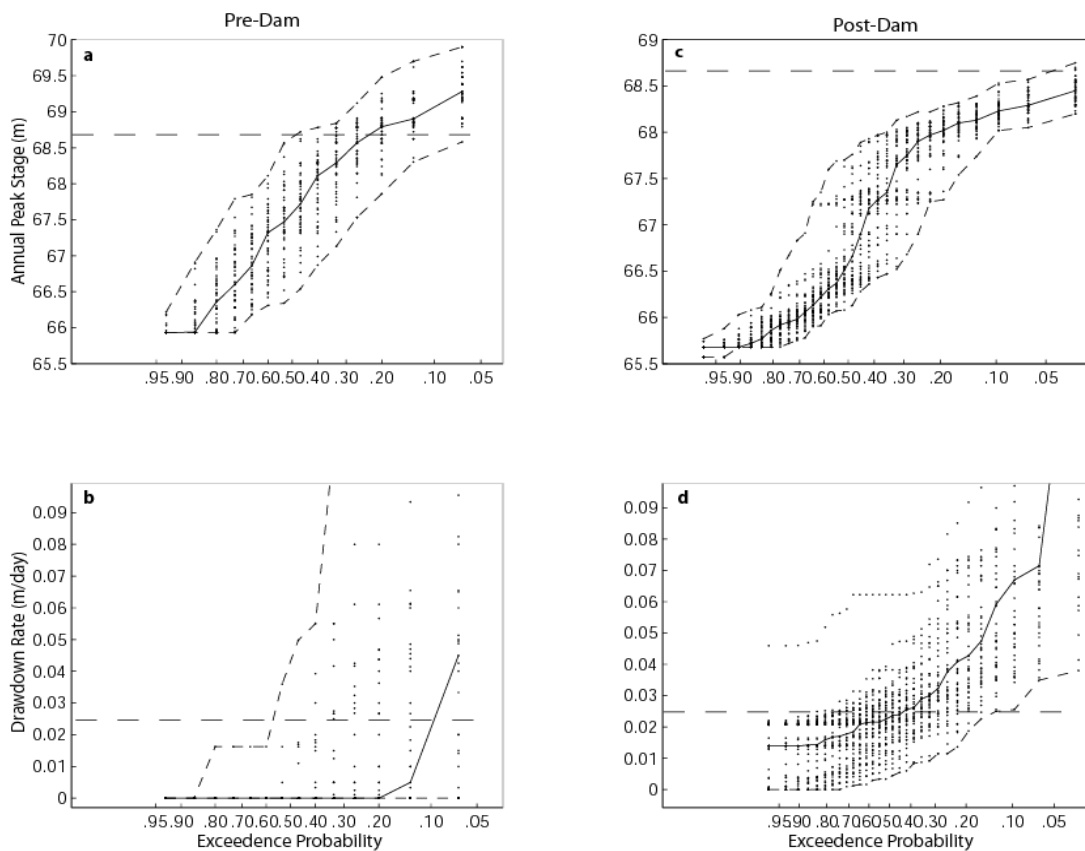 Pre-Dam
Post-Dam
a
c
Annual Peak Stage (m)
70
69.5
69
68.5
68
67.5
67
66.5
66
65.5
69
68.5
68
67.5
67
66.5
66
65.5
.95 .90 .80 .70 .60 .50 .40 .30 .20 .10 .05
.95 .90 .80 .70 .60 .50 .40 .30 .20 .10 .05
b
d
Drawdown Rate (m/day)
0.09
0.08
0.07
0.06
0.05
0.04
0.03
0.02
0.01
0
0.09
0.08
0.07
0.06
0.05
0.04
0.03
0.02
0.01
0
.95 .90 .80 .70 .60 .50 .40 .30 .20 .10 .05
.95 .90 .80 .70 .60 .50 .40 .30 .20 .10 .05
Exceedence Probability
Exceedence Probability